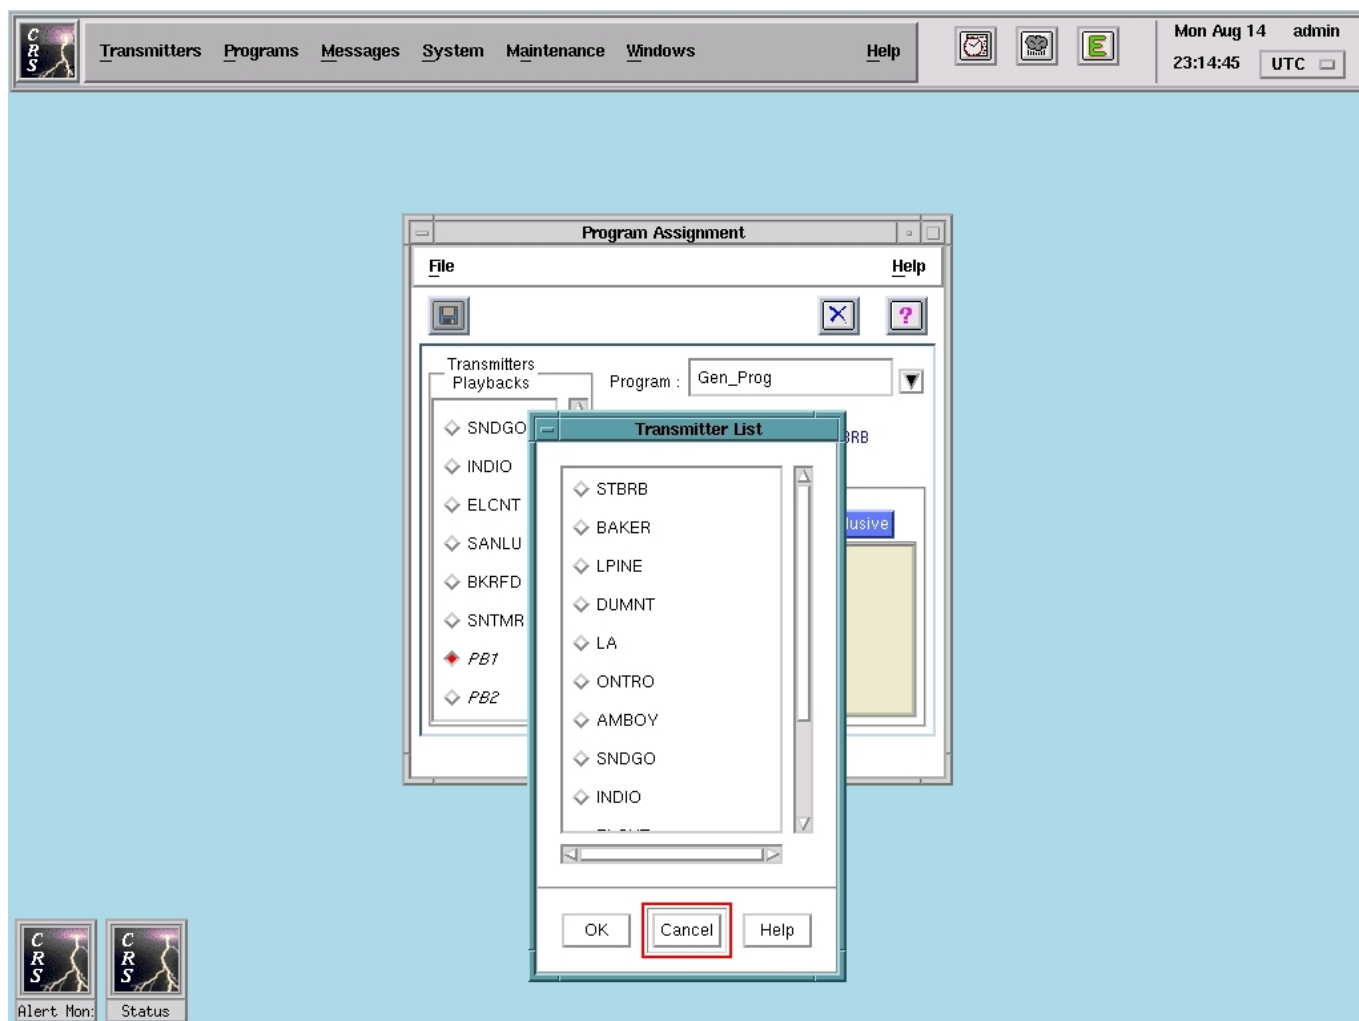 CRS
Transmitters Programs Messages System Maintenance Windows Help
Mon Aug 14 admin
23:14:45 UTC
Program Assignment
File Help
Transmitters
Playbacks
Program : Gen_Prog
SNDGO
INDIO
ELCNT
SANLU
BKRFD
SNTMR
PB1
PB2
BRB
lusive
Transmitter List
STBRB
BAKER
LPINE
DUMNT
LA
ONTRO
AMBOY
SNDGO
INDIO
OK Cancel Help
CRS
Alert Mon:
CRS
Status